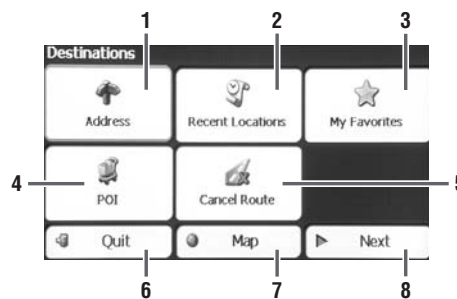 1 2 3
Destinations
Address Recent Locations My Favorites
4 5
POI Cancel Route
Quit Map Next
6 7 8